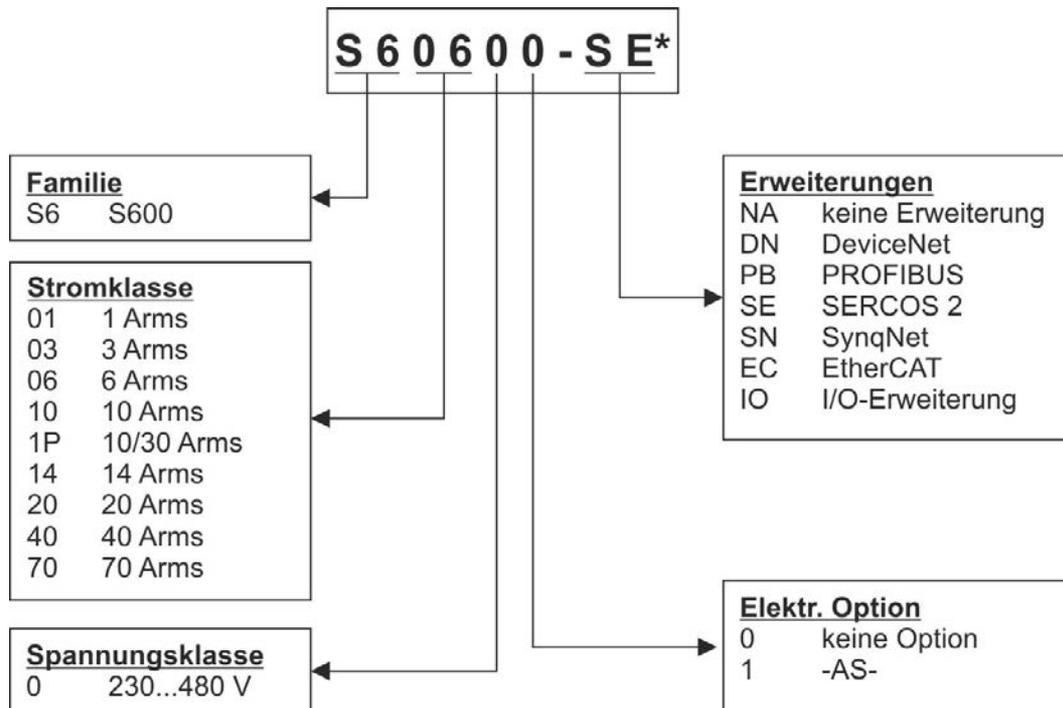 S60600-SE*
Familie
S6 S600
Stromklasse
01 1 Arms
03 3 Arms
06 6 Arms
10 10 Arms
1P 10/30 Arms
14 14 Arms
20 20 Arms
40 40 Arms
70 70 Arms
Spannungsklasse
0 230...480 V
Erweiterungen
NA keine Erweiterung
DN DeviceNet
PB PROFIBUS
SE SERCOS 2
SN SynqNet
EC EtherCAT
IO I/O-Erweiterung
Elektr. Option
0 keine Option
1 -AS-